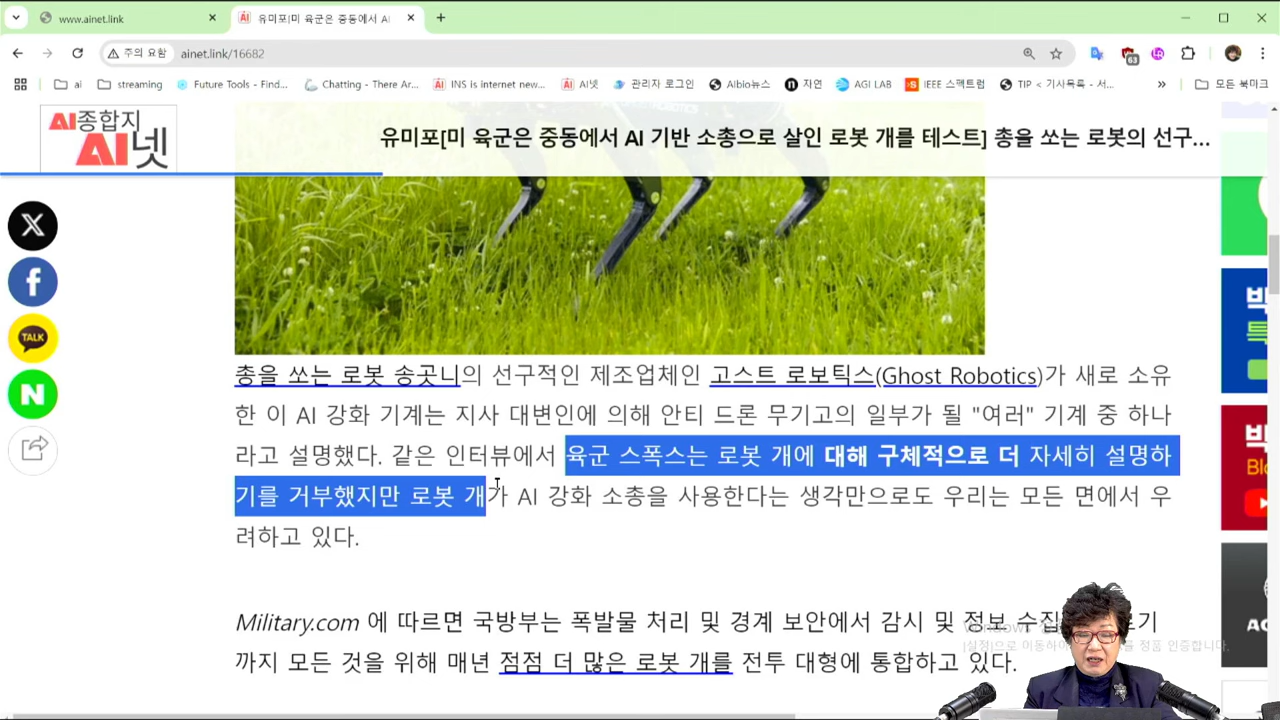 www.ainet.link
유미포[미 육군은 중동에서 AI
주의 요함
ainet.link/16682
63
ai
streaming
Future Tools - Find...
Chatting - There Ar...
INS is internet new...
AI넷
관리자 로그인
AIbio뉴스
자연
AGI LAB
IEEE 스펙트럼
TIP < 기사목록 - 서...
모든 북마크
AI종합지
AI넷
유미포[미 육군은 중동에서 AI 기반 소총으로 살인 로봇 개를 테스트] 총을 쏘는 로봇의 선구...
TALK
N
총을 쏘는 로봇 송곳니의 선구적인 제조업체인 고스트 로보틱스(Ghost Robotics)가 새로 소유
한 이 AI 강화 기계는 지사 대변인에 의해 안티 드론 무기고의 일부가 될 "여러" 기계 중 하나
라고 설명했다. 같은 인터뷰에서 육군 스폭스는 로봇 개에 대해 구체적으로 더 자세히 설명하
기를 거부했지만 로봇 개가 AI 강화 소총을 사용한다는 생각만으로도 우리는 모든 면에서 우
려하고 있다.
Military.com 에 따르면 국방부는 폭발물 처리 및 경계 보안에서 감시 및 정보 수집
까지 모든 것을 위해 매년 점점 더 많은 로봇 개를 전투 대형에 통합하고 있다.